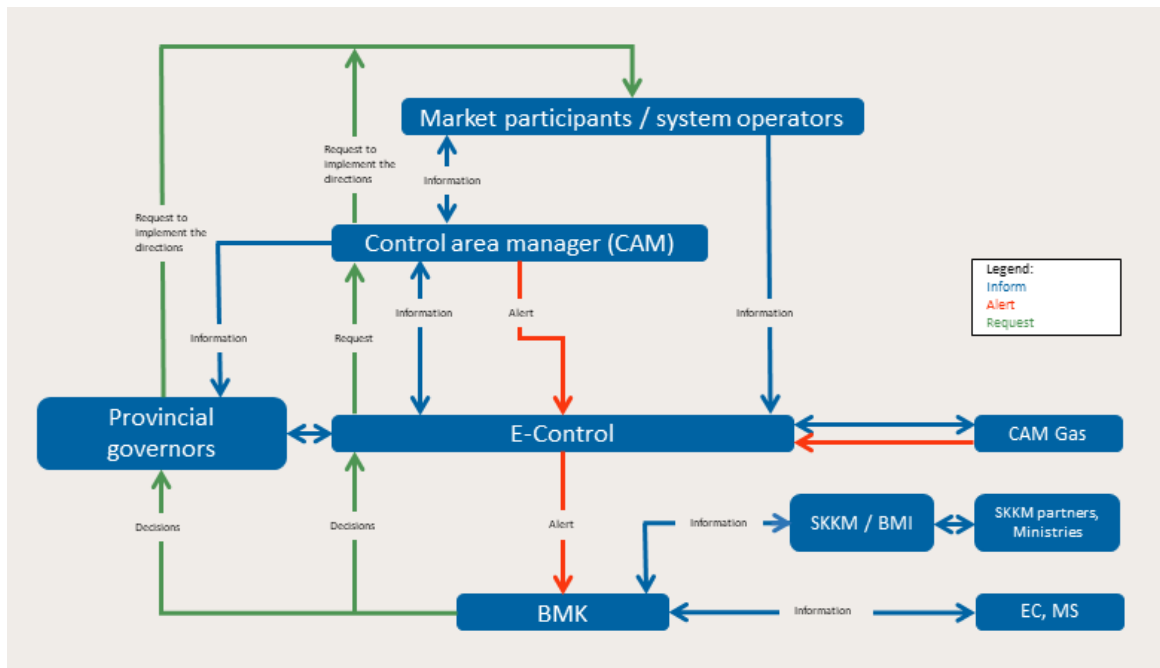 Market participants / system operators
Request to
implement the
directions
Information
Request to
implement the
directions
Control area manager (CAM)
Legend:
Inform
Alert
Request
Information
Request
Information
Alert
Information
Provincial
governors
E-Control
CAM Gas
Decisions
Decisions
Alert
Information
SKKM / BMI
SKKM partners,
Ministries
BMK
Information
EC, MS